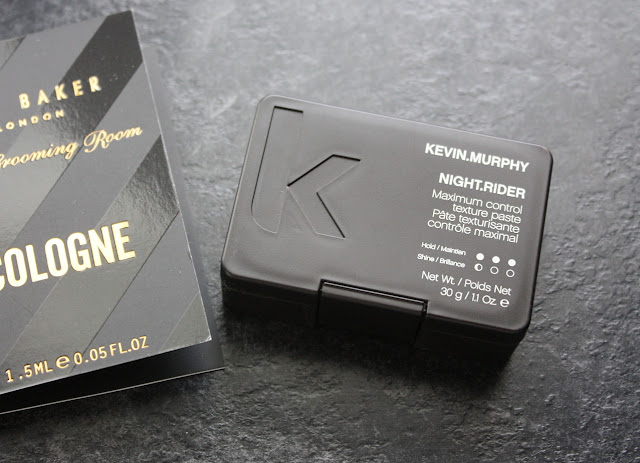 BAKER
LONDON
Grooming Room
COLOGNE
1.5ML e 0.05 FL.OZ
K
KEVIN.MURPHY
NIGHT.RIDER
Maximum control
texture paste
Pâte texturisante
contrôle maximal
Hold / Maintien
Shine / Brillance
Net Wt. / Poids Net
30 g / 1.1 Oz. e